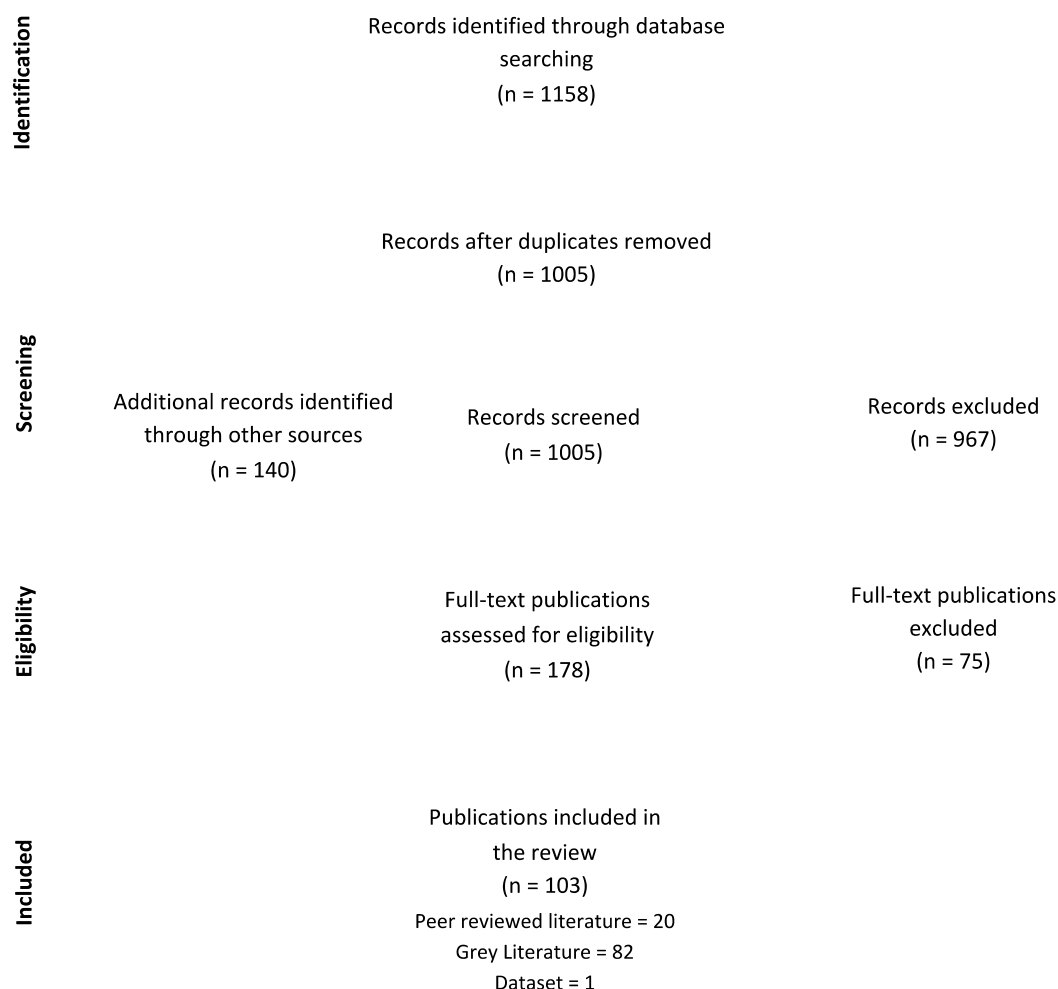 Identification
Records identified through database
searching
(n = 1158)
Records after duplicates removed
(n = 1005)
Screening
Additional records identified
through other sources
(n = 140)
Records screened
(n = 1005)
Records excluded
(n = 967)
Eligibility
Full-text publications
assessed for eligibility
(n = 178)
Full-text publications
excluded
(n = 75)
Included
Publications included in
the review
(n = 103)
Peer reviewed literature = 20
Grey Literature = 82
Dataset = 1